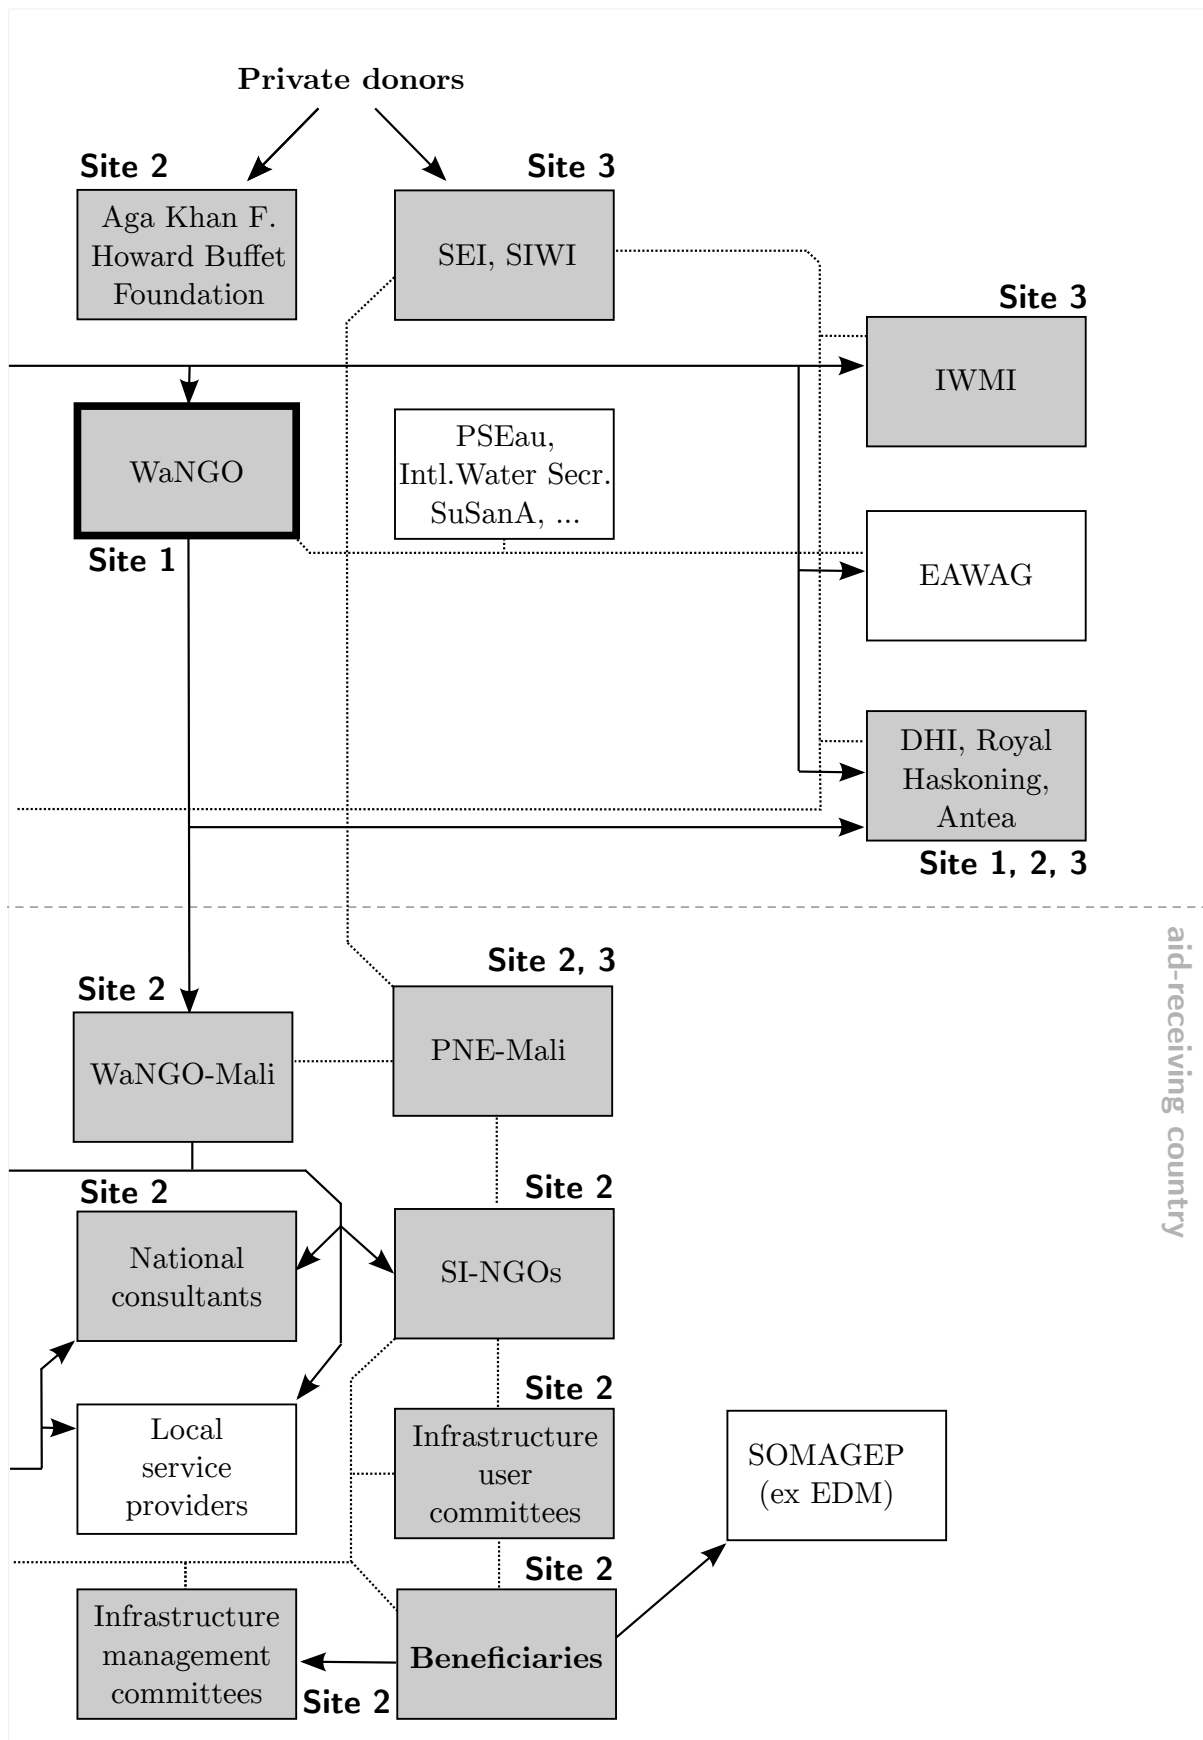 Private donors
Site 2
Site 3
Aga Khan F.
Howard Buffet
Foundation
SEI, SIWI
Site 3
IWMI
WaNGO
Site 1
PSEau,
Intl.Water Secr.
SuSanA, ...
EAWAG
DHI, Royal
Haskoning,
Antea
Site 1, 2, 3
aid-receiving country
Site 2
WaNGO-Mali
Site 2, 3
PNE-Mali
Site 2
National
consultants
Site 2
SI-NGOs
Local
service
providers
Site 2
Infrastructure
user
committees
SOMAGEP
(ex EDM)
Infrastructure
management
committees
Site 2
Site 2
Beneficiaries